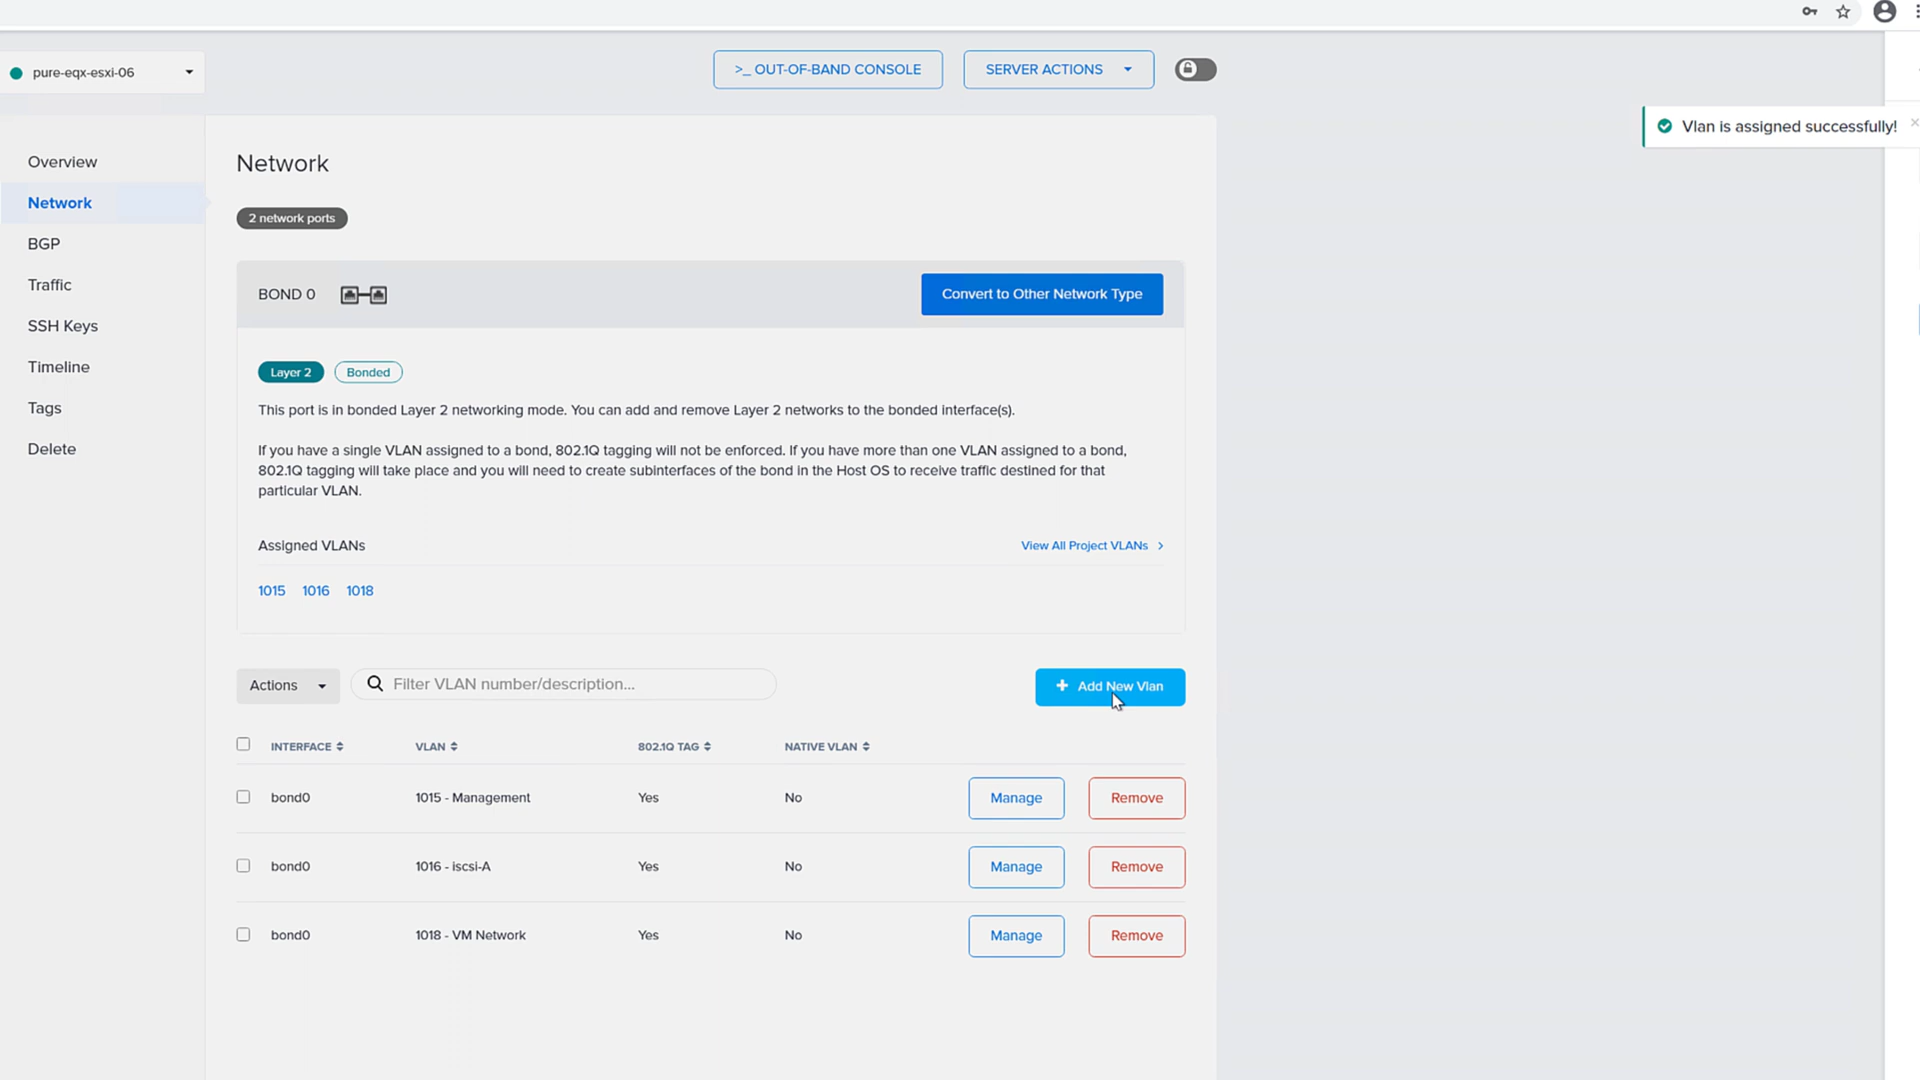 pure-eqx-esxi-06
>_ OUT-OF-BAND CONSOLE
SERVER ACTIONS
Vlan is assigned successfully!
Overview
Network
BGP
Traffic
SSH Keys
Timeline
Tags
Delete
Network
2 network ports
BOND 0
Convert to Other Network Type
Layer 2
Bonded
This port is in bonded Layer 2 networking mode. You can add and remove Layer 2 networks to the bonded interface(s).
If you have a single VLAN assigned to a bond, 802.1Q tagging will not be enforced. If you have more than one VLAN assigned to a bond,
802.1Q tagging will take place and you will need to create subinterfaces of the bond in the Host OS to receive traffic destined for that
particular VLAN.
Assigned VLANs
View All Project VLANs
1015 1016 1018
Actions
Filter VLAN number/description...
+ Add New Vlan
INTERFACE VLAN 802.1Q TAG NATIVE VLAN
bond0 1015 - Management Yes No Manage Remove
bond0 1016 - iscsi-A Yes No Manage Remove
bond0 1018 - VM Network Yes No Manage Remove